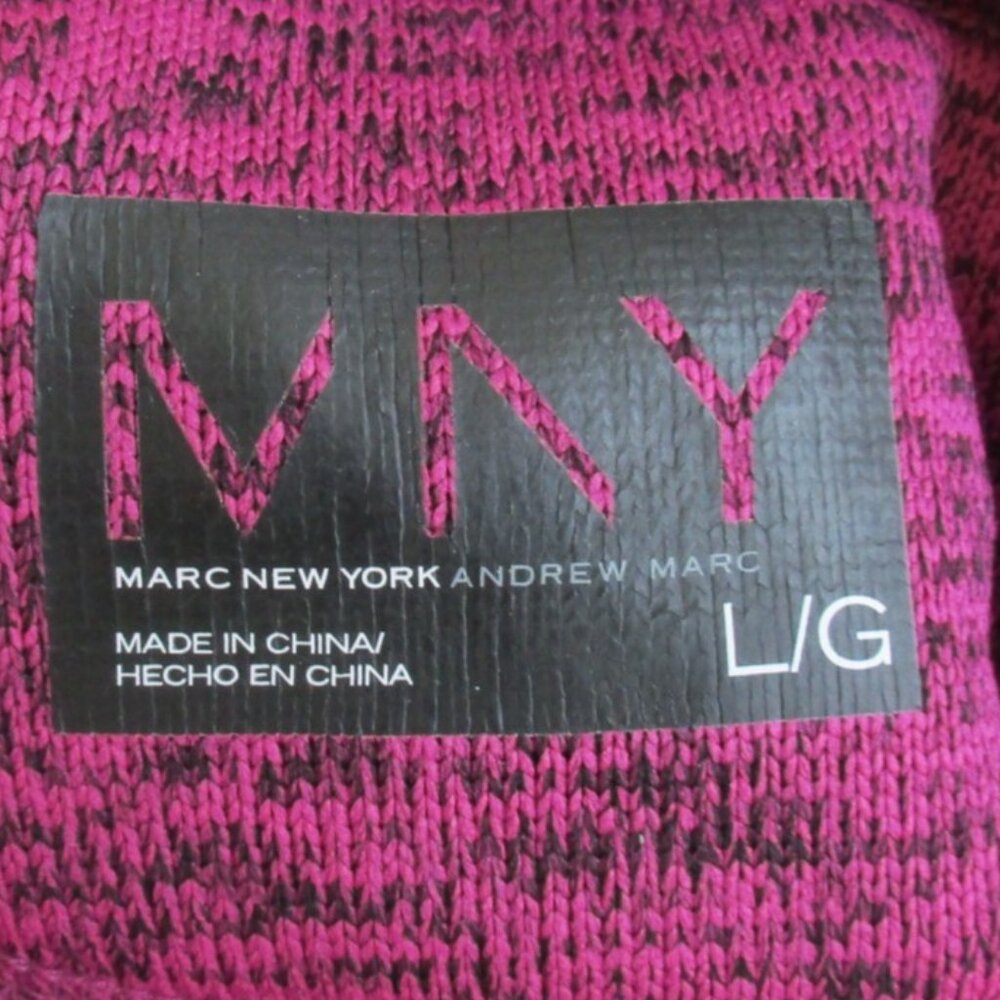 MNY
MARC NEW YORK ANDREW MARC
MADE IN CHINA/
HECHO EN CHINA
L/G